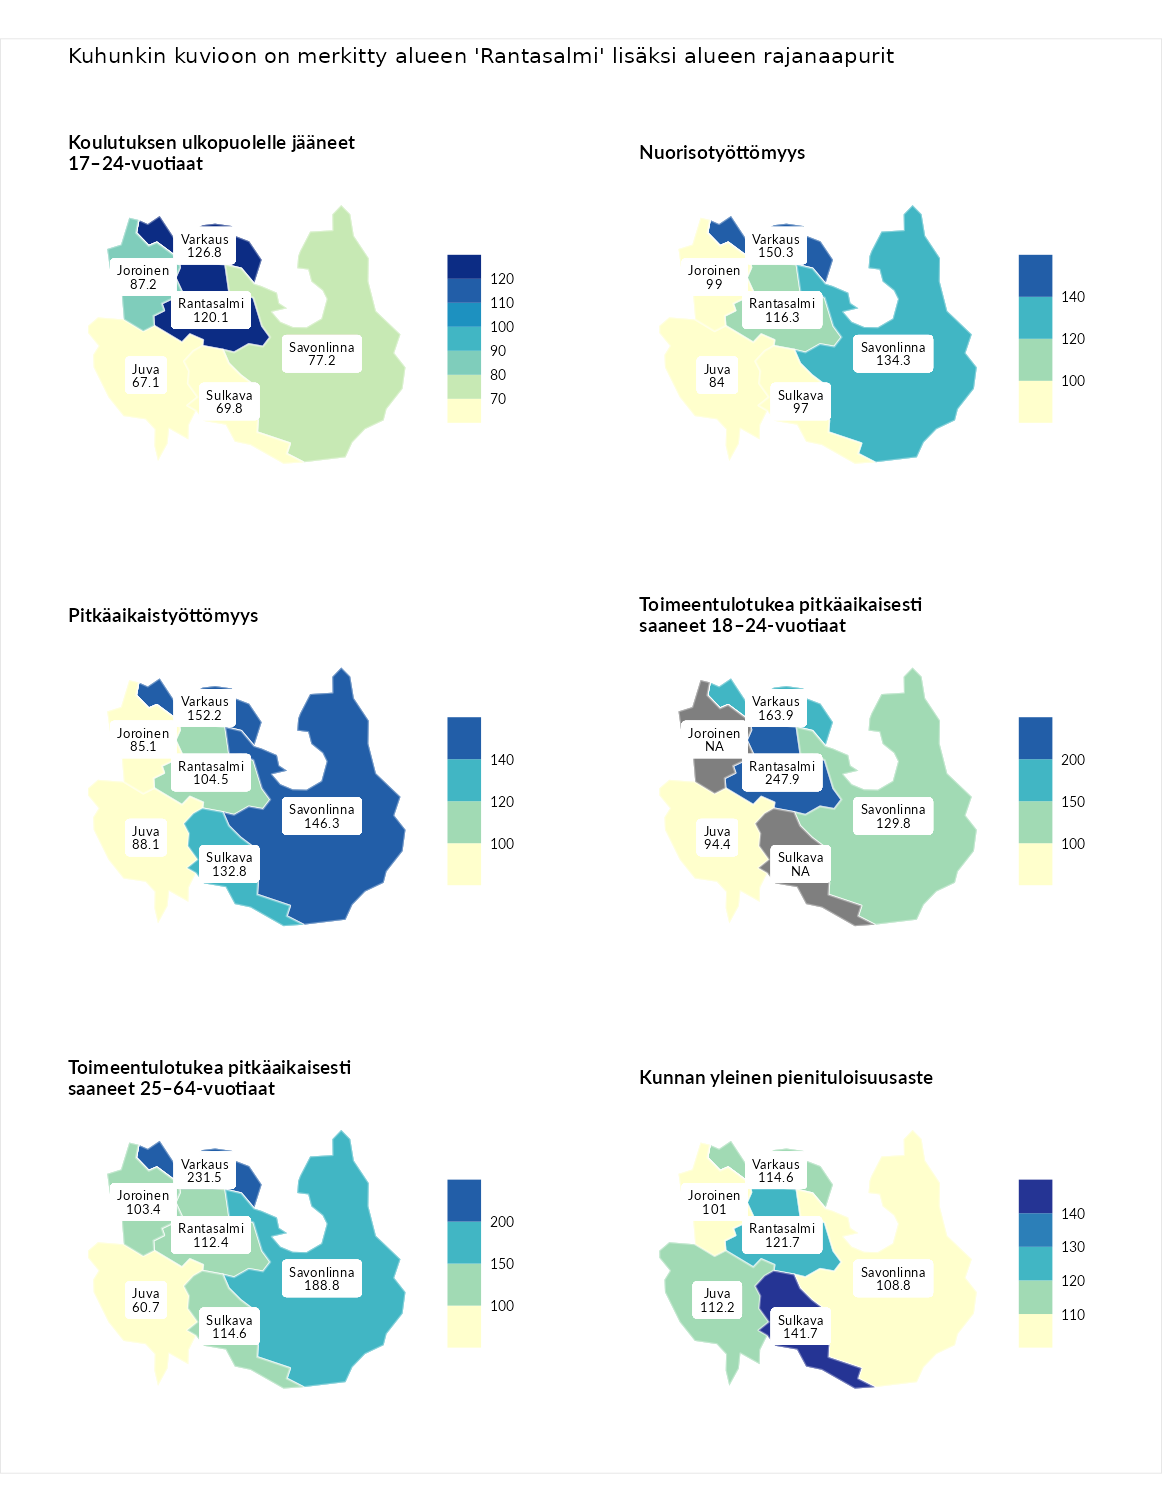 Kuhunkin kuvioon on merkitty alueen 'Rantasalmi' lisäksi alueen rajanaapurit
Koulutuksen ulkopuolelle jääneet
17–24-vuotiaat
Varkaus
126.8
Joroinen
87.2
Rantasalmi
120.1
Savonlinna
77.2
Juva
67.1
Sulkava
69.8
120
110
100
90
80
70
Nuorisotyöttömyys
Varkaus
150.3
Joroinen
99
Rantasalmi
116.3
Savonlinna
134.3
Juva
84
Sulkava
97
140
120
100
Pitkäaikaistyöttömyys
Varkaus
152.2
Joroinen
85.1
Rantasalmi
104.5
Savonlinna
146.3
Juva
88.1
Sulkava
132.8
140
120
100
Toimeentulotukea pitkäaikaisesti
saaneet 18–24-vuotiaat
Varkaus
163.9
Joroinen
NA
Rantasalmi
247.9
Savonlinna
129.8
Juva
94.4
Sulkava
NA
200
150
100
Toimeentulotukea pitkäaikaisesti
saaneet 25–64-vuotiaat
Varkaus
231.5
Joroinen
103.4
Rantasalmi
112.4
Savonlinna
188.8
Juva
60.7
Sulkava
114.6
200
150
100
Kunnan yleinen pienituloisuusaste
Varkaus
114.6
Joroinen
101
Rantasalmi
121.7
Savonlinna
108.8
Juva
112.2
Sulkava
141.7
140
130
120
110